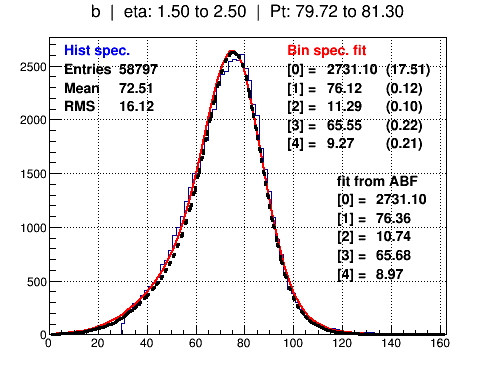 b | eta: 1.50 to 2.50 | Pt: 79.72 to 81.30
Hist spec.
Entries 58797
Mean 72.51
RMS 16.12
Bin spec. fit
[0] = 2731.10 (17.51)
[1] = 76.12 (0.12)
[2] = 11.29 (0.10)
[3] = 65.55 (0.22)
[4] = 9.27 (0.21)
fit from ABF
[0] = 2731.10
[1] = 76.36
[2] = 10.74
[3] = 65.68
[4] = 8.97
2500
2000
1500
1000
500
0
0 20 40 60 80 100 120 140 160